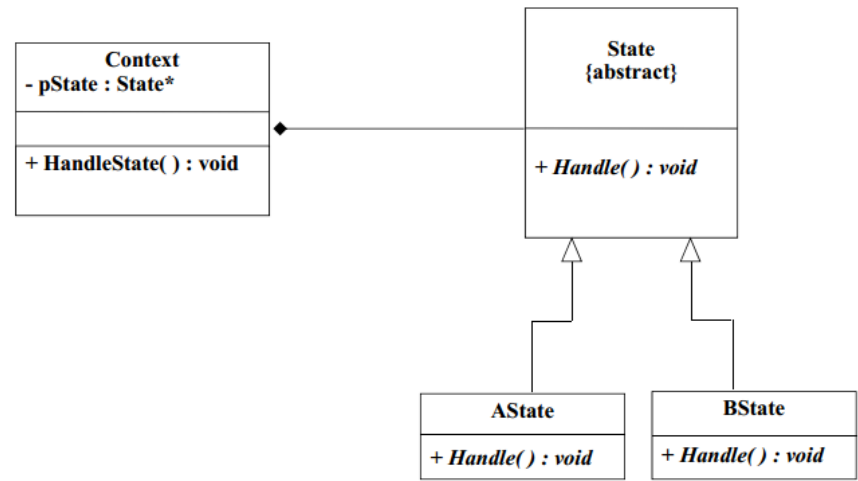 Context
- pState : State*
+ HandleState( ) : void
State
{abstract}
+ Handle( ) : void
AState
+ Handle( ) : void
BState
+ Handle( ) : void